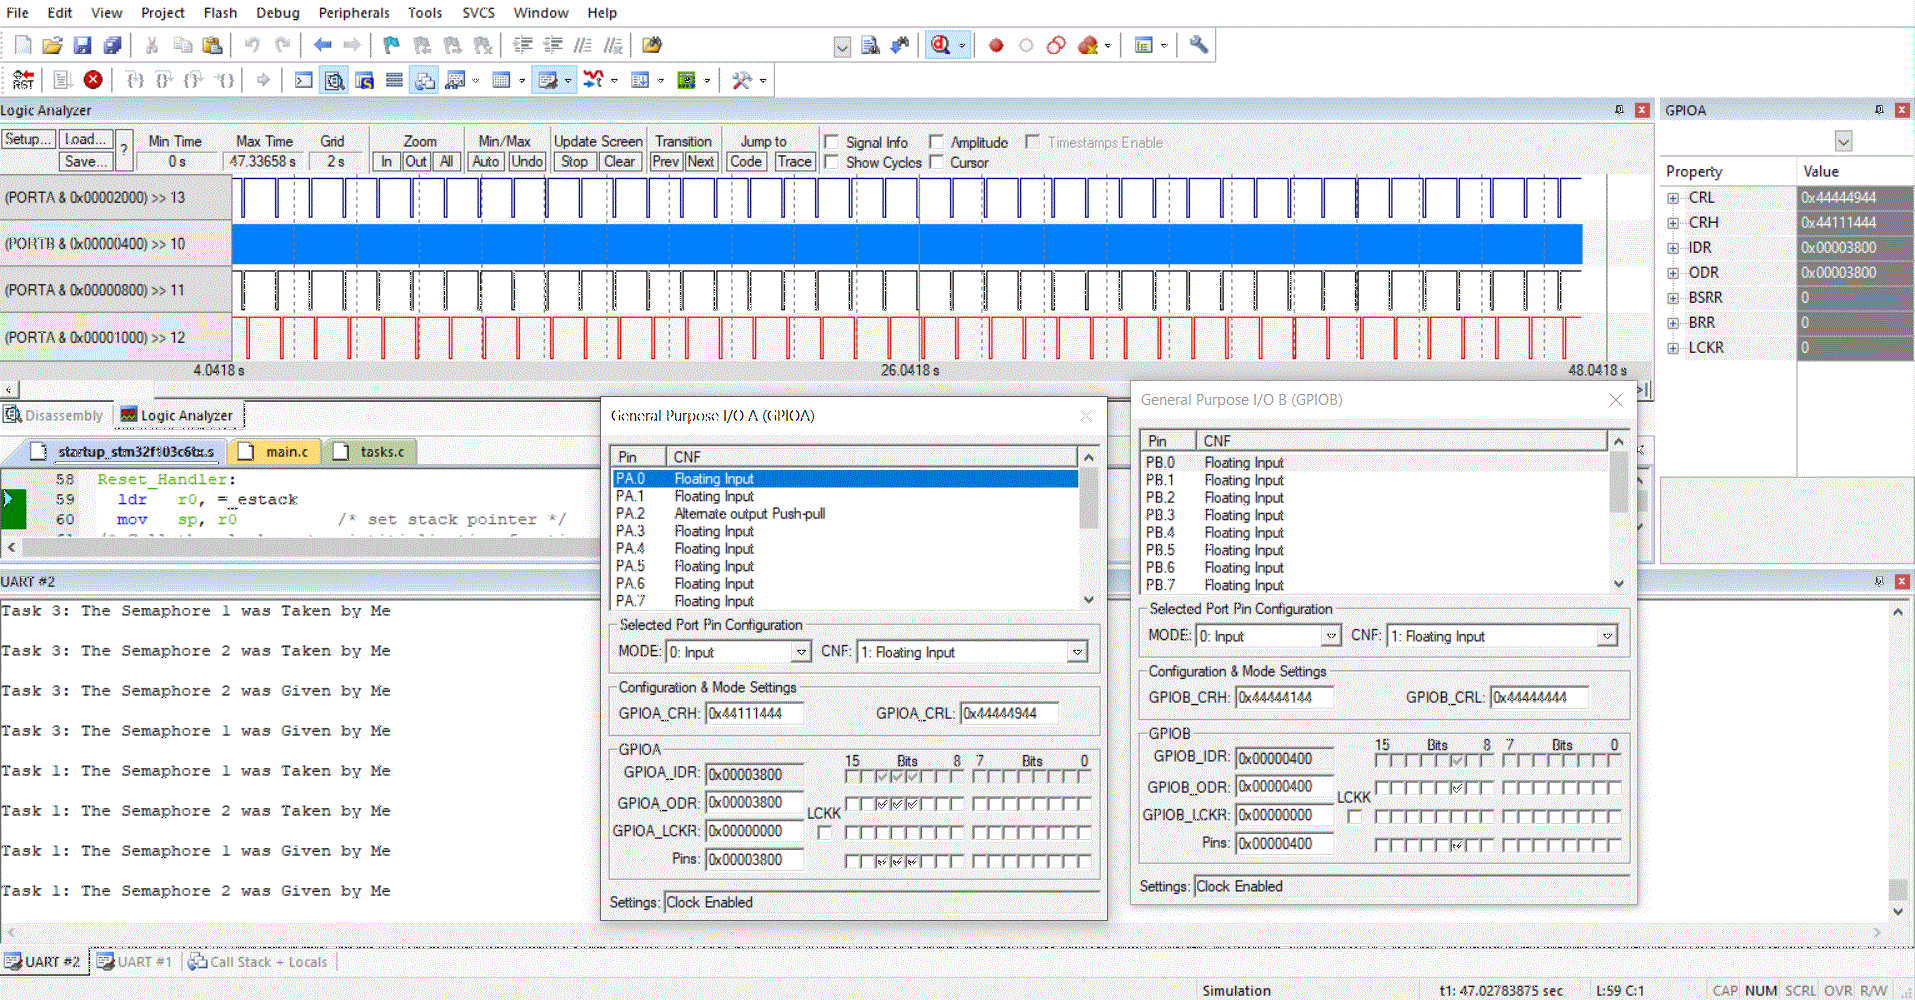 File Edit View Project Flash Debug Peripherals Tools SVCS Window Help
RST
Logic Analyzer
Setup... Load... Save... ?
Min Time Max Time Grid Zoom Min/Max Update Screen Transition Jump to Signal Info Amplitude Timestamps Enable
0 s 47.33658 s 2 s In Out All Auto Undo Stop Clear Prev Next Code Trace Show Cycles Cursor
(PORTA & 0x00002000) >> 13
(PORTB & 0x00000400) >> 10
(PORTA & 0x00000800) >> 11
(PORTA & 0x00001000) >> 12
4.0418 s 26.0418 s 48.0418 s
Disassembly Logic Analyzer
GPIOA
Property Value
CRL 0x44444944
CRH 0x44111444
IDR 0x00003800
ODR 0x00003800
BSRR 0
BRR 0
LCKR 0
startup_stm32f103c6tx.s main.c tasks.c
58 Reset_Handler:
59 ldr r0, =_estack
60 mov sp, r0 /* set stack pointer */
UART #2
Task 3: The Semaphore 1 was Taken by Me
Task 3: The Semaphore 2 was Taken by Me
Task 3: The Semaphore 2 was Given by Me
Task 3: The Semaphore 1 was Given by Me
Task 1: The Semaphore 1 was Taken by Me
Task 1: The Semaphore 2 was Taken by Me
Task 1: The Semaphore 1 was Given by Me
Task 1: The Semaphore 2 was Given by Me
General Purpose I/O A (GPIOA)
Pin CNF
PA.0 Floating Input
PA.1 Floating Input
PA.2 Alternate output Push-pull
PA.3 Floating Input
PA.4 Floating Input
PA.5 Floating Input
PA.6 Floating Input
PA.7 Floating Input
Selected Port Pin Configuration
MODE: 0: Input CNF: 1: Floating Input
Configuration & Mode Settings
GPIOA_CRH: 0x44111444 GPIOA_CRL: 0x44444944
GPIOA
15 Bits 8 7 Bits 0
GPIOA_IDR: 0x00003800
GPIOA_ODR: 0x00003800
LCKK
GPIOA_LCKR: 0x00000000
Pins: 0x00003800
Settings: Clock Enabled
General Purpose I/O B (GPIOB)
Pin CNF
PB.0 Floating Input
PB.1 Floating Input
PB.2 Floating Input
PB.3 Floating Input
PB.4 Floating Input
PB.5 Floating Input
PB.6 Floating Input
PB.7 Floating Input
Selected Port Pin Configuration
MODE: 0: Input CNF: 1: Floating Input
Configuration & Mode Settings
GPIOB_CRH: 0x44444144 GPIOB_CRL: 0x44444444
GPIOB
15 Bits 8 7 Bits 0
GPIOB_IDR: 0x00000400
GPIOB_ODR: 0x00000400
LCKK
GPIOB_LCKR: 0x00000000
Pins: 0x00000400
Settings: Clock Enabled
UART #2 UART #1 Call Stack + Locals
Simulation t1: 47.02783875 sec L:59 C:1 CAP NUM SCRL OVR R/W